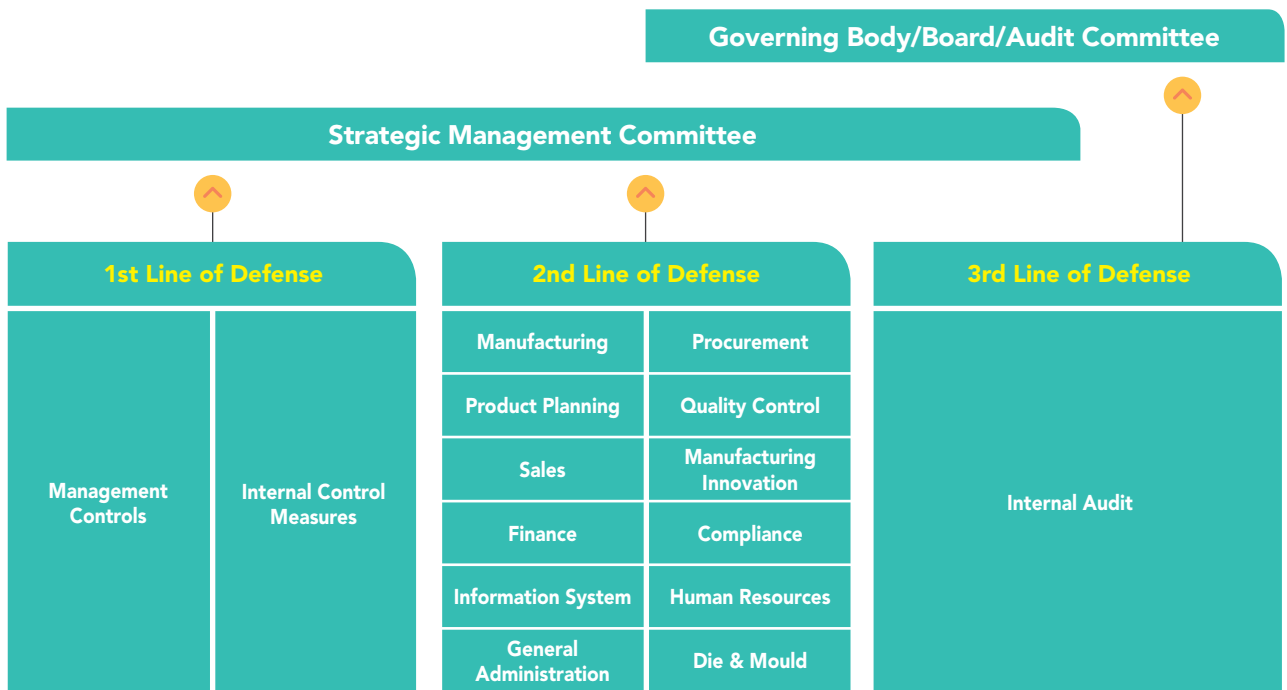 Governing Body/Board/Audit Committee
Strategic Management Committee
1st Line of Defense
2nd Line of Defense
3rd Line of Defense
Management
Controls
Internal Control
Measures
Manufacturing
Procurement
Product Planning
Quality Control
Sales
Manufacturing
Innovation
Finance
Compliance
Information System
Human Resources
General
Administration
Die & Mould
Internal Audit